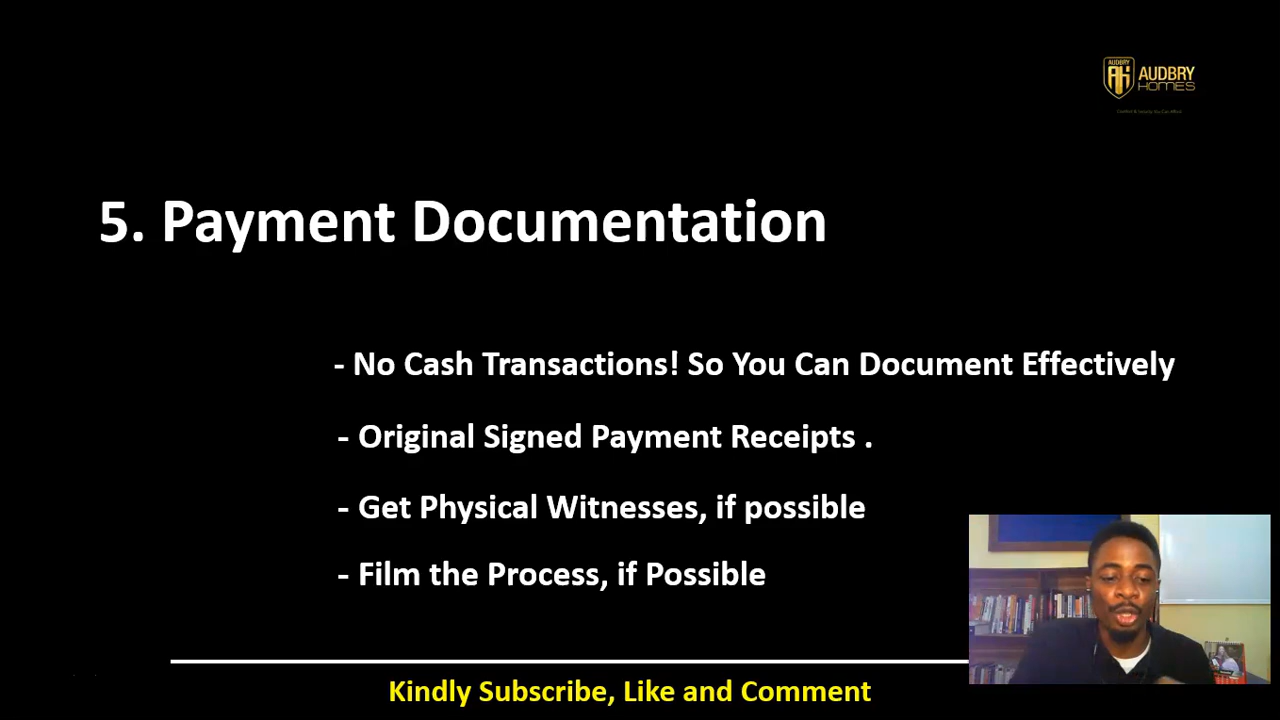 AUDBRY
AUDBRY
HOMES
5. Payment Documentation
- No Cash Transactions! So You Can Document Effectively
- Original Signed Payment Receipts .
- Get Physical Witnesses, if possible
- Film the Process, if Possible
Kindly Subscribe, Like and Comment